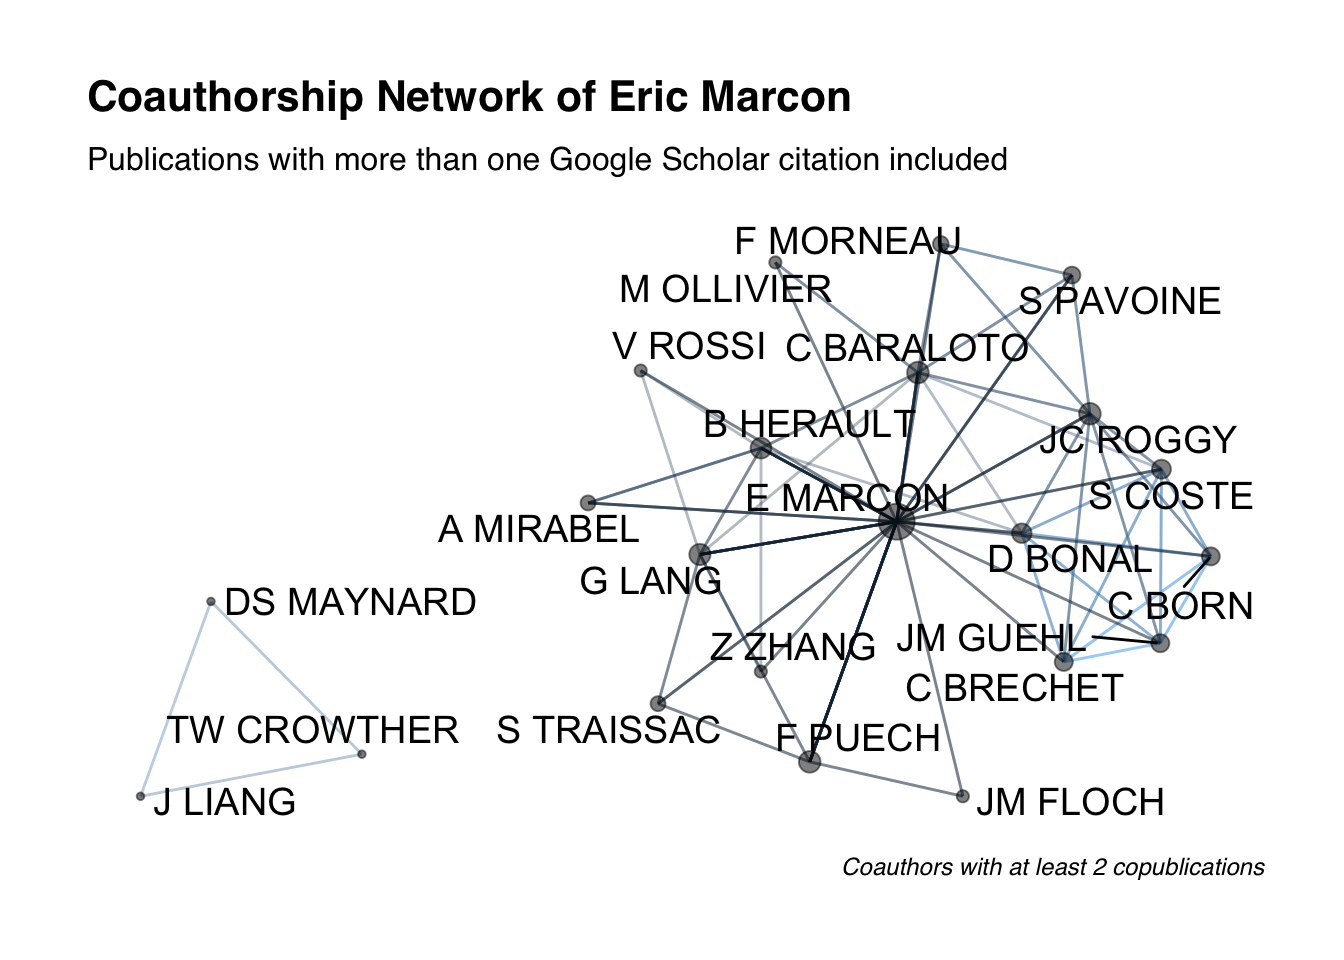 Coauthorship Network of Eric Marcon
Publications with more than one Google Scholar citation included
F MORNEAU
M OLLIVIER
S PAVOINE
V ROSSI
C BARALOTO
B HERAULT
JC ROGGY
E MARCON
S COSTE
A MIRABEL
D BONAL
G LANG
DS MAYNARD
C BORN
JM GUEHL
Z ZHANG
C BRECHET
TW CROWTHER
S TRAISSAC
F PUECH
J LIANG
JM FLOCH
Coauthors with at least 2 copublications